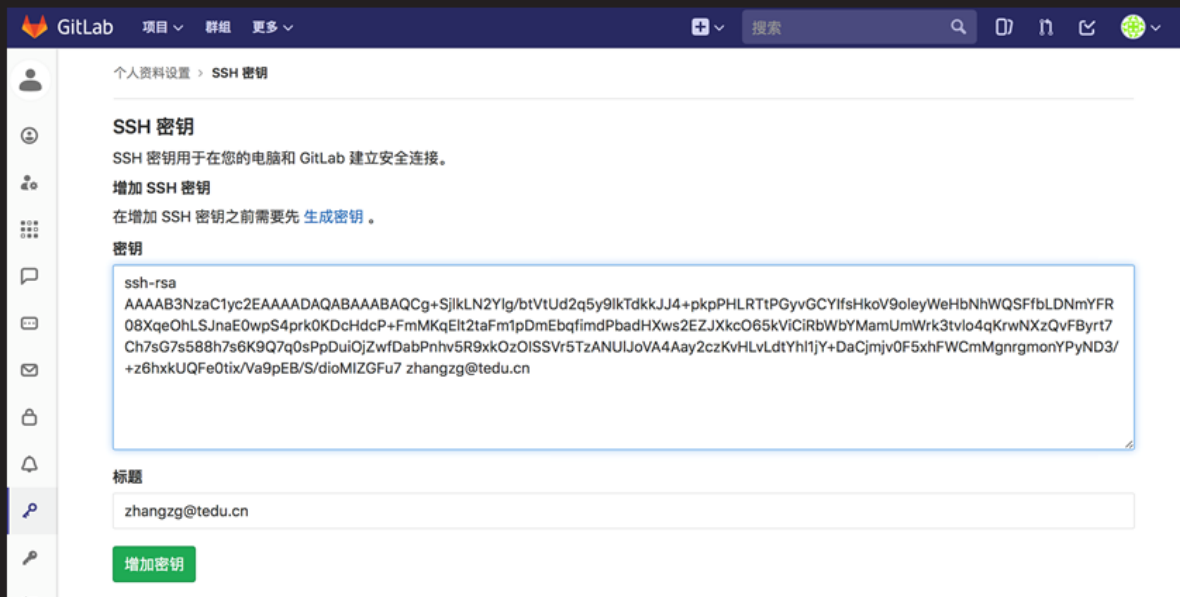 GitLab 项目 群组 更多 搜索
个人资料设置 › SSH 密钥
SSH 密钥
SSH 密钥用于在您的电脑和 GitLab 建立安全连接。
增加 SSH 密钥
在增加 SSH 密钥之前需要先 生成密钥 。
密钥
ssh-rsa
AAAAB3NzaC1yc2EAAAADAQABAAABAQCg+SjlkLN2Ylg/btVtUd2q5y9lkTdkkJJ4+pkpPHLRTtPGyvGCYIfsHkoV9oleyWeHbNhWQSFfbLDNmYFR
08XqeOhLSJnaE0wpS4prk0KDcHdcP+FmMKqElt2taFm1pDmEbqfimdPbadHXws2EZJXkcO65kViCiRbWbYMamUmWrk3tvlo4qKrwNXzQvFByrt7
Ch7sG7s588h7s6K9Q7q0sPpDuiOjZwfDabPnhv5R9xkOzOlSSVr5TzANUlJoVA4Aay2czKvHLvLdtYhl1jY+DaCjmjv0F5xhFWCmMgnrgmonYPyND3/
+z6hxkUQFe0tix/Va9pEB/S/dioMIZGFu7 zhangzg@tedu.cn
标题
zhangzg@tedu.cn
增加密钥